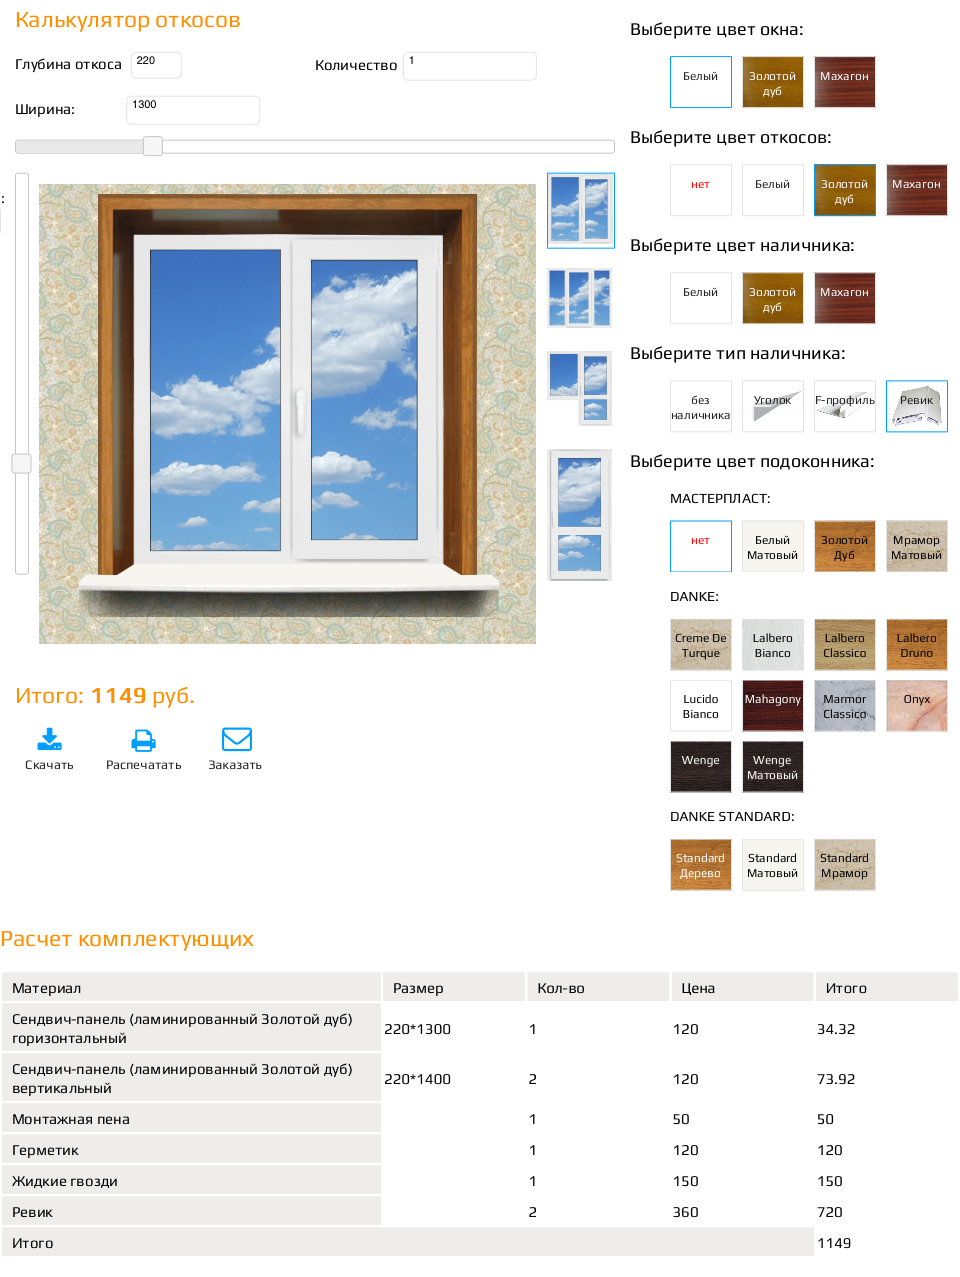 Калькулятор откосов
Глубина откоса 220 Количество 1
Ширина: 1300
:
Итого: 1149 руб.
Скачать Распечатать Заказать
Выберите цвет окна:
Белый Золотой дуб Махагон
Выберите цвет откосов:
нет Белый Золотой дуб Махагон
Выберите цвет наличника:
Белый Золотой дуб Махагон
Выберите тип наличника:
без наличника Уголок F-профиль Ревик
Выберите цвет подоконника:
МАСТЕРПЛАСТ:
нет Белый Матовый Золотой Дуб Мрамор Матовый
DANKE:
Creme De Turque Lalbero Bianco Lalbero Classico Lalbero Druno
Lucido Bianco Mahagony Marmor Classico Onyx
Wenge Wenge Матовый
DANKE STANDARD:
Standard Дерево Standard Матовый Standard Мрамор
Расчет комплектующих
Материал Размер Кол-во Цена Итого
Сендвич-панель (ламинированный Золотой дуб) горизонтальный 220*1300 1 120 34.32
Сендвич-панель (ламинированный Золотой дуб) вертикальный 220*1400 2 120 73.92
Монтажная пена 1 50 50
Герметик 1 120 120
Жидкие гвозди 1 150 150
Ревик 2 360 720
Итого 1149